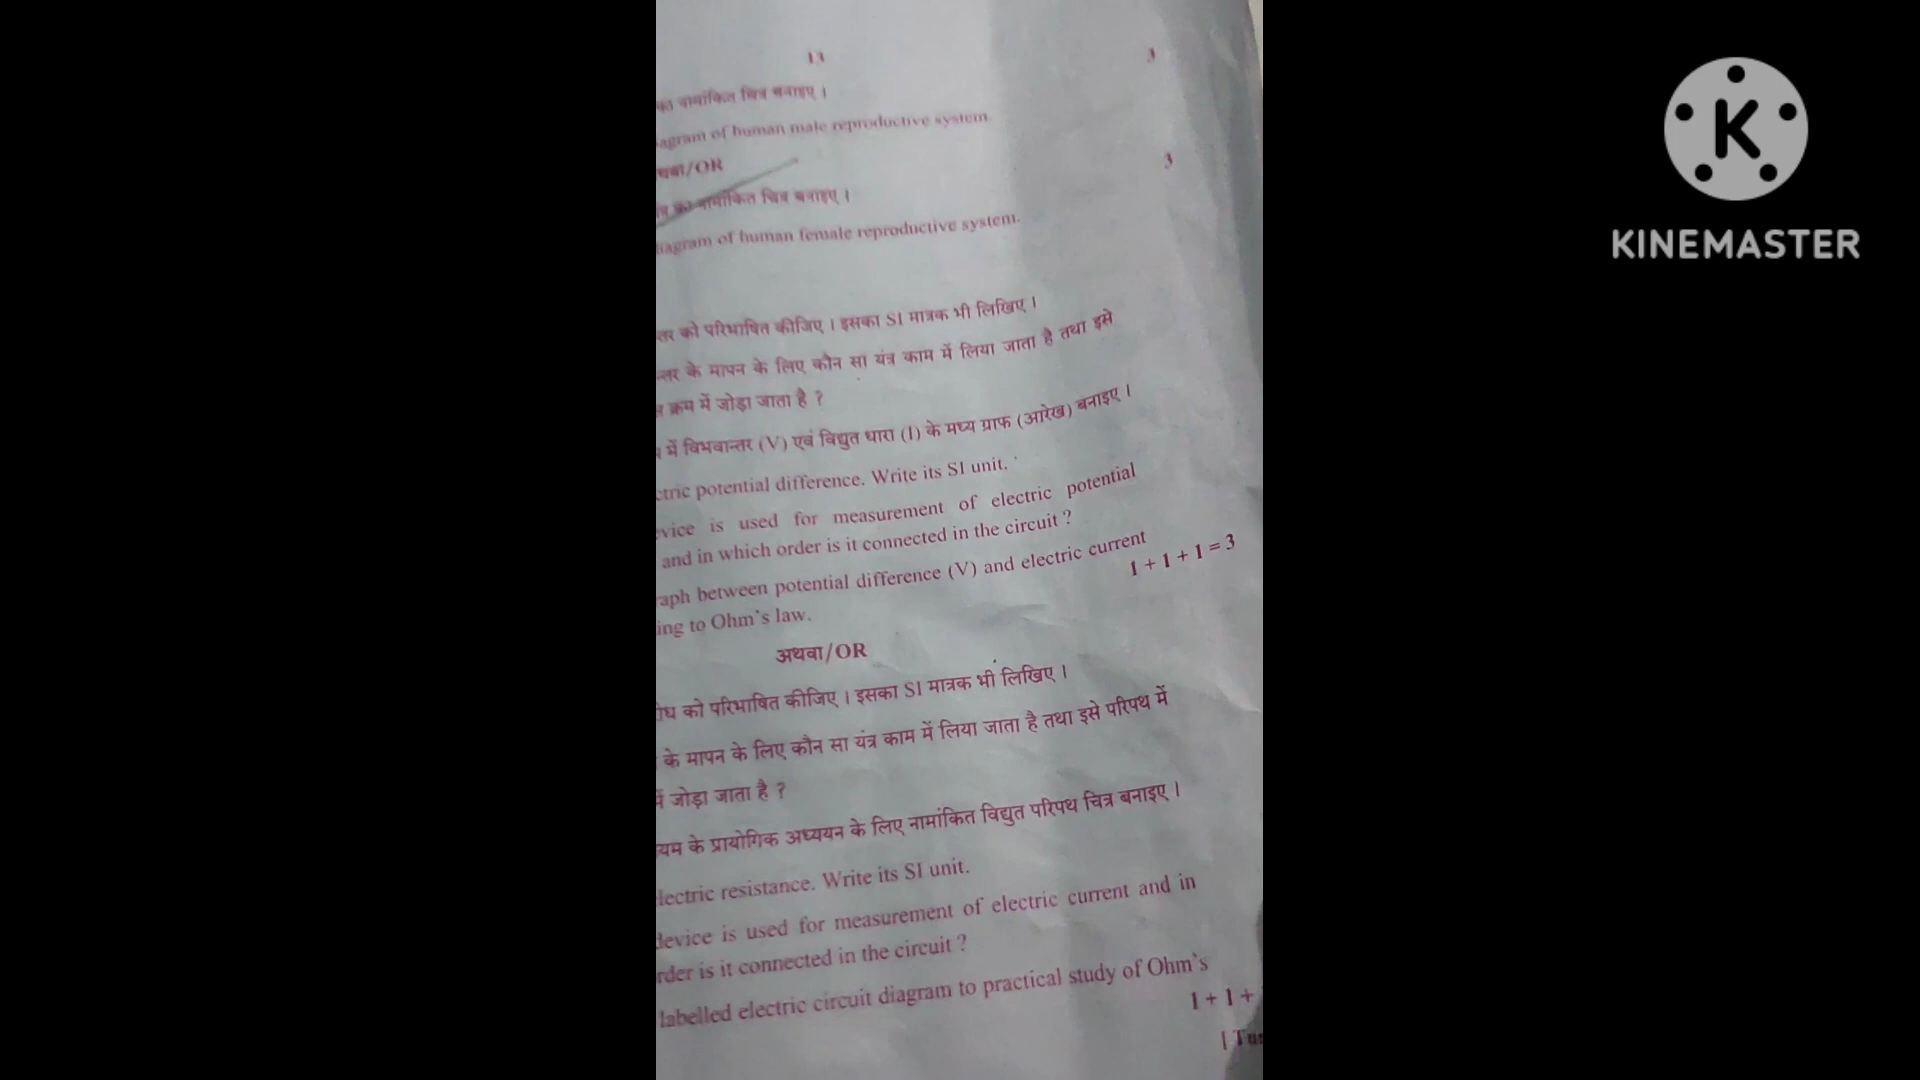 13
3
का नामांकित चित्र बनाइए ।
agram of human male reproductive system.
थवा/OR
3
त्र का नामांकित चित्र बनाइए ।
iagram of human female reproductive system.
तर को परिभाषित कीजिए । इसका SI मात्रक भी लिखिए ।
न्तर के मापन के लिए कौन सा यंत्र काम में लिया जाता है तथा इसे
स क्रम में जोड़ा जाता है ?
में विभवान्तर (V) एवं विद्युत धारा (I) के मध्य ग्राफ (आरेख) बनाइए ।
ctric potential difference. Write its SI unit.
evice is used for measurement of electric potential
and in which order is it connected in the circuit ?
raph between potential difference (V) and electric current
ing to Ohm`s law.
1 + 1 + 1 = 3
अथवा/OR
ोध को परिभाषित कीजिए । इसका SI मात्रक भी लिखिए ।
के मापन के लिए कौन सा यंत्र काम में लिया जाता है तथा इसे परिपथ में
में जोड़ा जाता है ?
यम के प्रायोगिक अध्ययन के लिए नामांकित विद्युत परिपथ चित्र बनाइए ।
lectric resistance. Write its SI unit.
device is used for measurement of electric current and in
rder is it connected in the circuit ?
labelled electric circuit diagram to practical study of Ohm`s
1 + 1 +
K
KINEMASTER